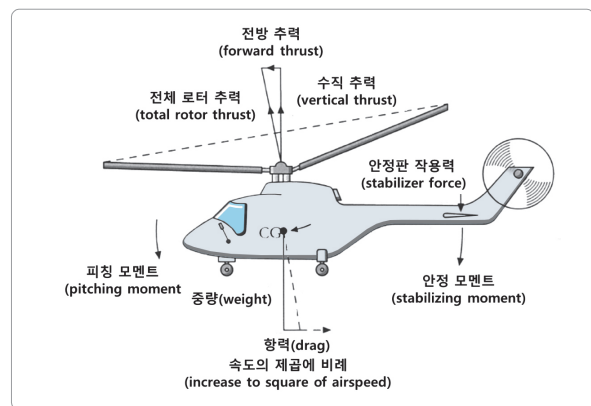 전방 추력
(forward thrust)
전체 로터 추력
(total rotor thrust)
수직 추력
(vertical thrust)
안정판 작용력
(stabilizer force)
CG
피칭 모멘트
(pitching moment
중량(weight)
안정 모멘트
(stabilizing moment)
항력(drag)
속도의 제곱에 비례
(increase to square of airspeed)